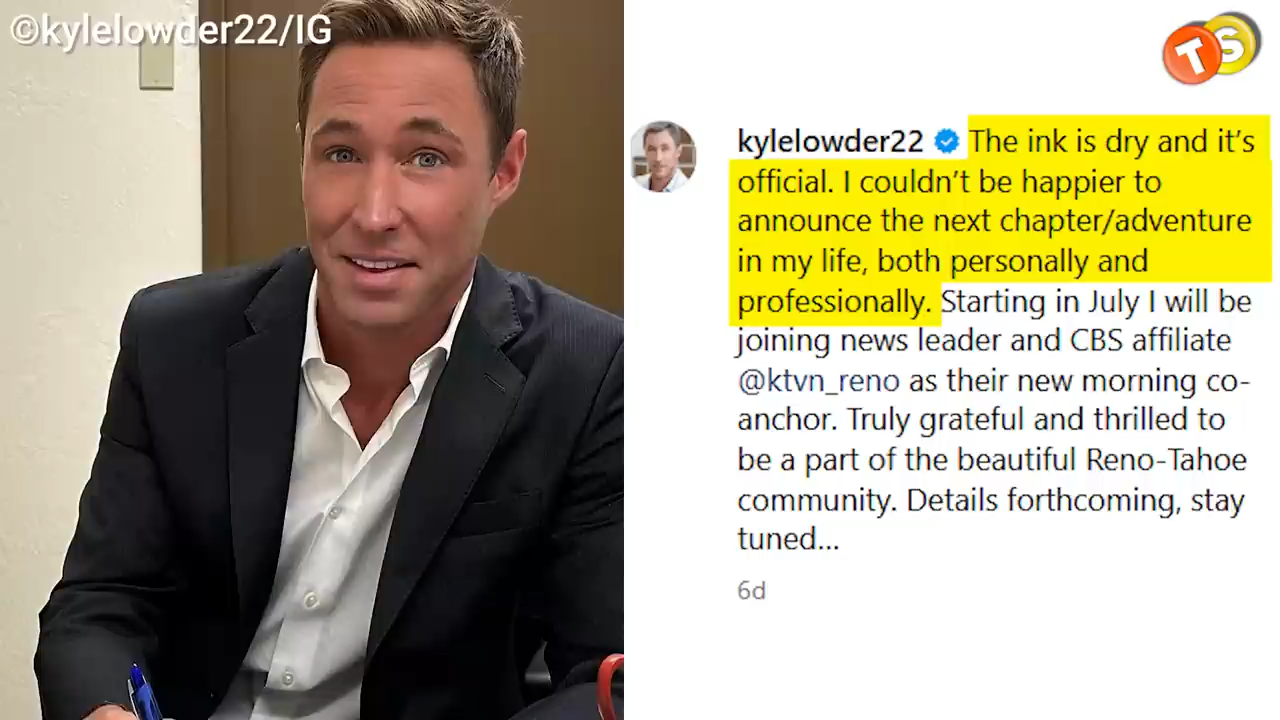 ©kylelowder22/IG
TS
kylelowder22 The ink is dry and it's
official. I couldn't be happier to
announce the next chapter/adventure
in my life, both personally and
professionally. Starting in July I will be
joining news leader and CBS affiliate
@ktvn_reno as their new morning co-
anchor. Truly grateful and thrilled to
be a part of the beautiful Reno-Tahoe
community. Details forthcoming, stay
tuned...
6d